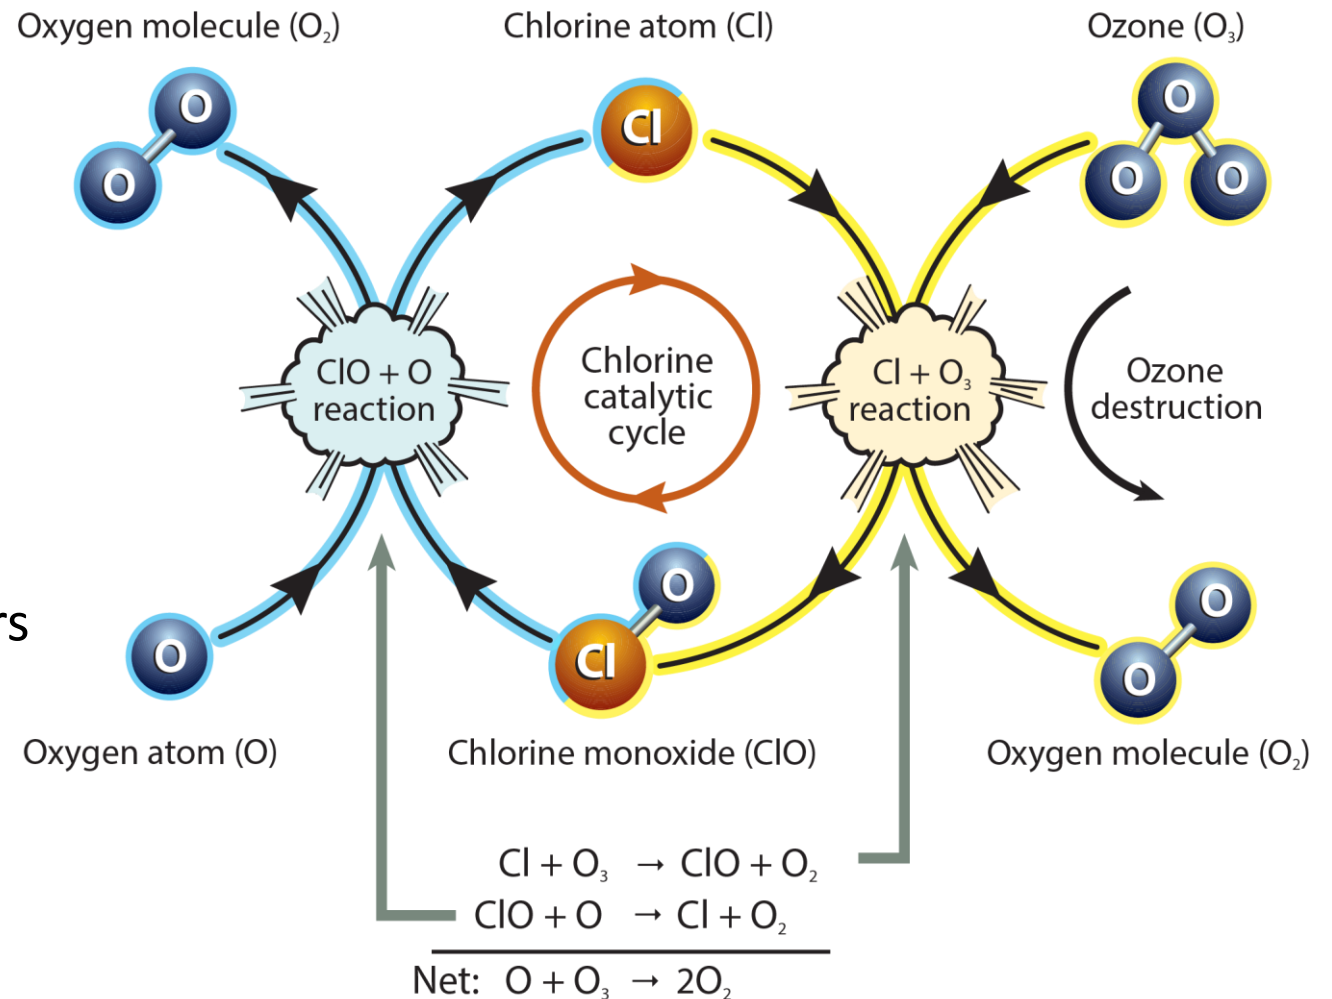 Oxygen molecule (O₂)
Chlorine atom (Cl)
Ozone (O₃)
O
O
Cl
O
O
O
ClO + O
reaction
Chlorine
catalytic
cycle
Cl + O₃
reaction
Ozone
destruction
rs
O
Cl
O
O
O
Oxygen atom (O)
Chlorine monoxide (ClO)
Oxygen molecule (O₂)
Cl + O₃ → ClO + O₂
ClO + O → Cl + O₂
Net: O + O₃ → 2O₂